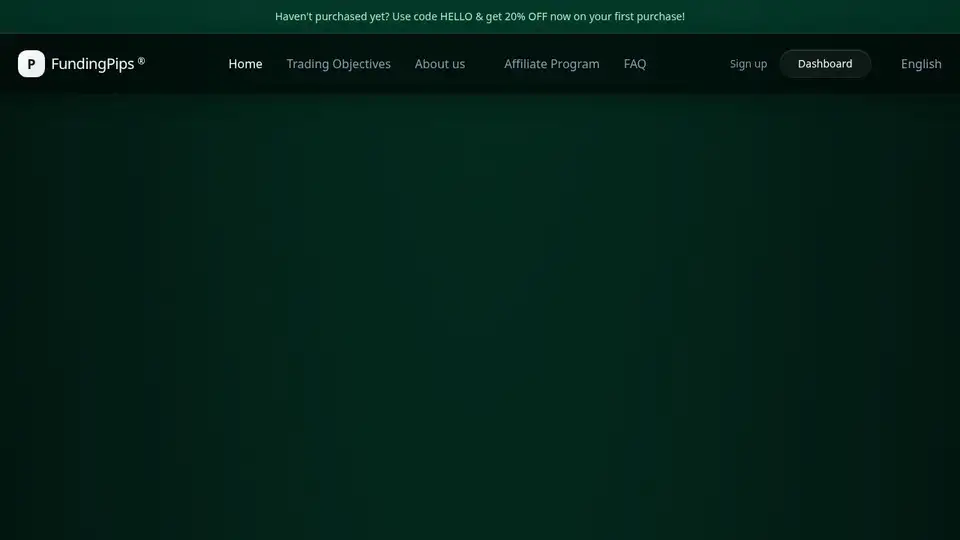 Haven't purchased yet? Use code HELLO & get 20% OFF now on your first purchase!
P FundingPips ® Home Trading Objectives About us Affiliate Program FAQ Sign up Dashboard English